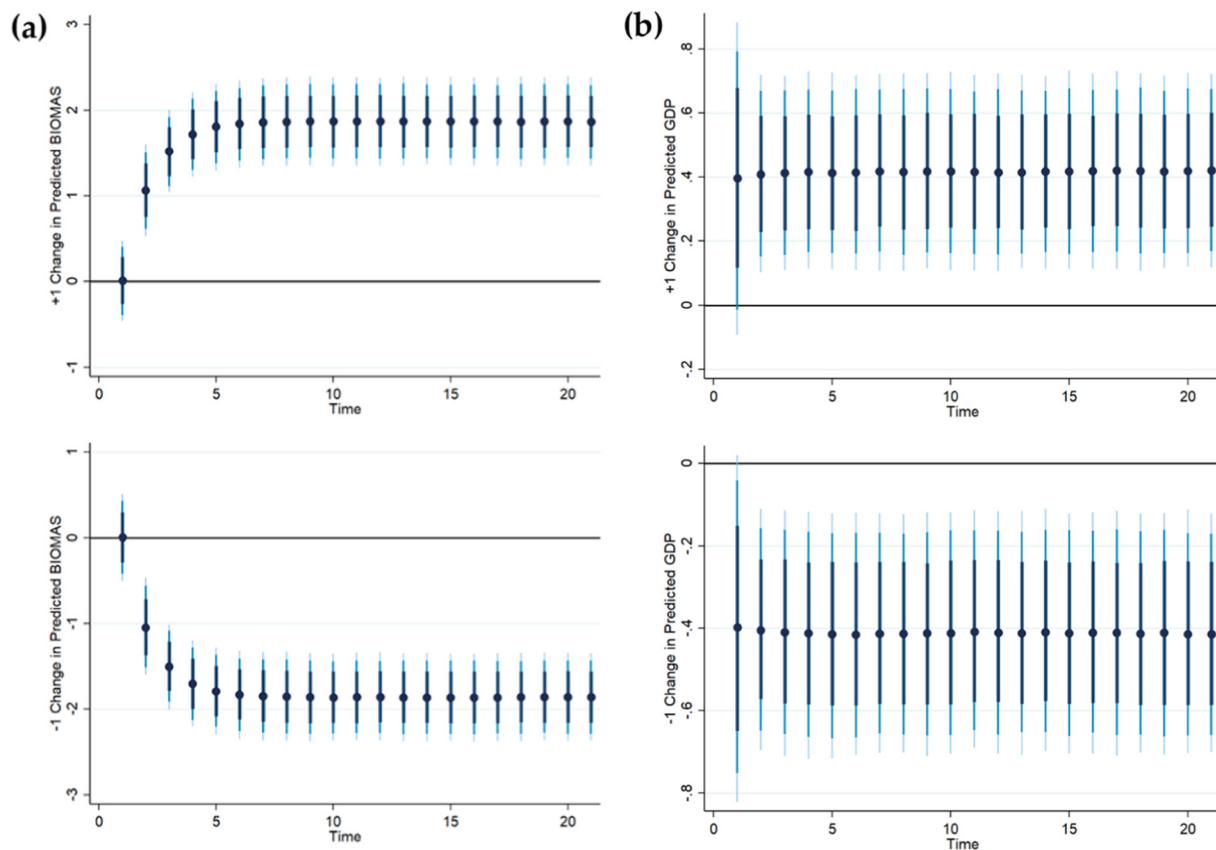 (a)
+1 Change in Predicted BIOMAS
3
2
1
0
-1
0 5 10 15 20
Time
(b)
+1 Change in Predicted GDP
.8
.6
.4
.2
0
-.2
0 5 10 15 20
Time
-1 Change in Predicted BIOMAS
1
0
-1
-2
-3
0 5 10 15 20
Time
-1 Change in Predicted GDP
0
-.2
-.4
-.6
-.8
0 5 10 15 20
Time